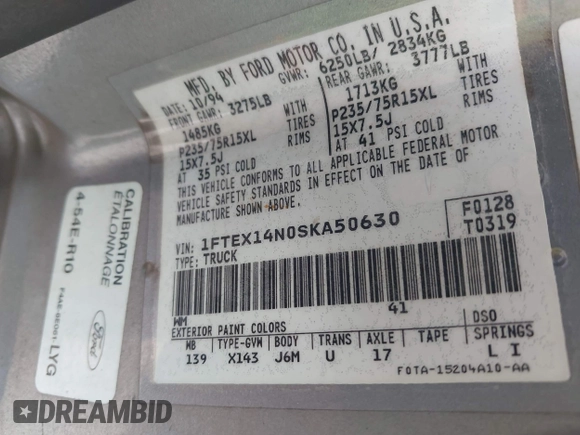 MFD. BY FORD MOTOR CO. IN U.S.A.
DATE: 10/94 GVWR: 6250LB/ 2834KG
FRONT GAWR: 3275LB REAR GAWR: 3777LB
1485KG WITH 1713KG WITH
P235/75R15XL TIRES P235/75R15XL TIRES
15X7.5J RIMS 15X7.5J RIMS
AT 35 PSI COLD AT 41 PSI COLD
THIS VEHICLE CONFORMS TO ALL APPLICABLE FEDERAL MOTOR
VEHICLE SAFETY STANDARDS IN EFFECT ON THE DATE OF
MANUFACTURE SHOWN ABOVE.
VIN: 1FTEX14N0SKA50630 F0128
TYPE: TRUCK T0319
41
WM
EXTERIOR PAINT COLORS DSO
WB TYPE-GVW BODY TRANS AXLE TAPE SPRINGS
139 X143 J6M U 17 L I
F0TA-15204A10-AA
CALIBRATION
ÉTALONNAGE
4-54E-R10
Ford
LYG
DREAMBID